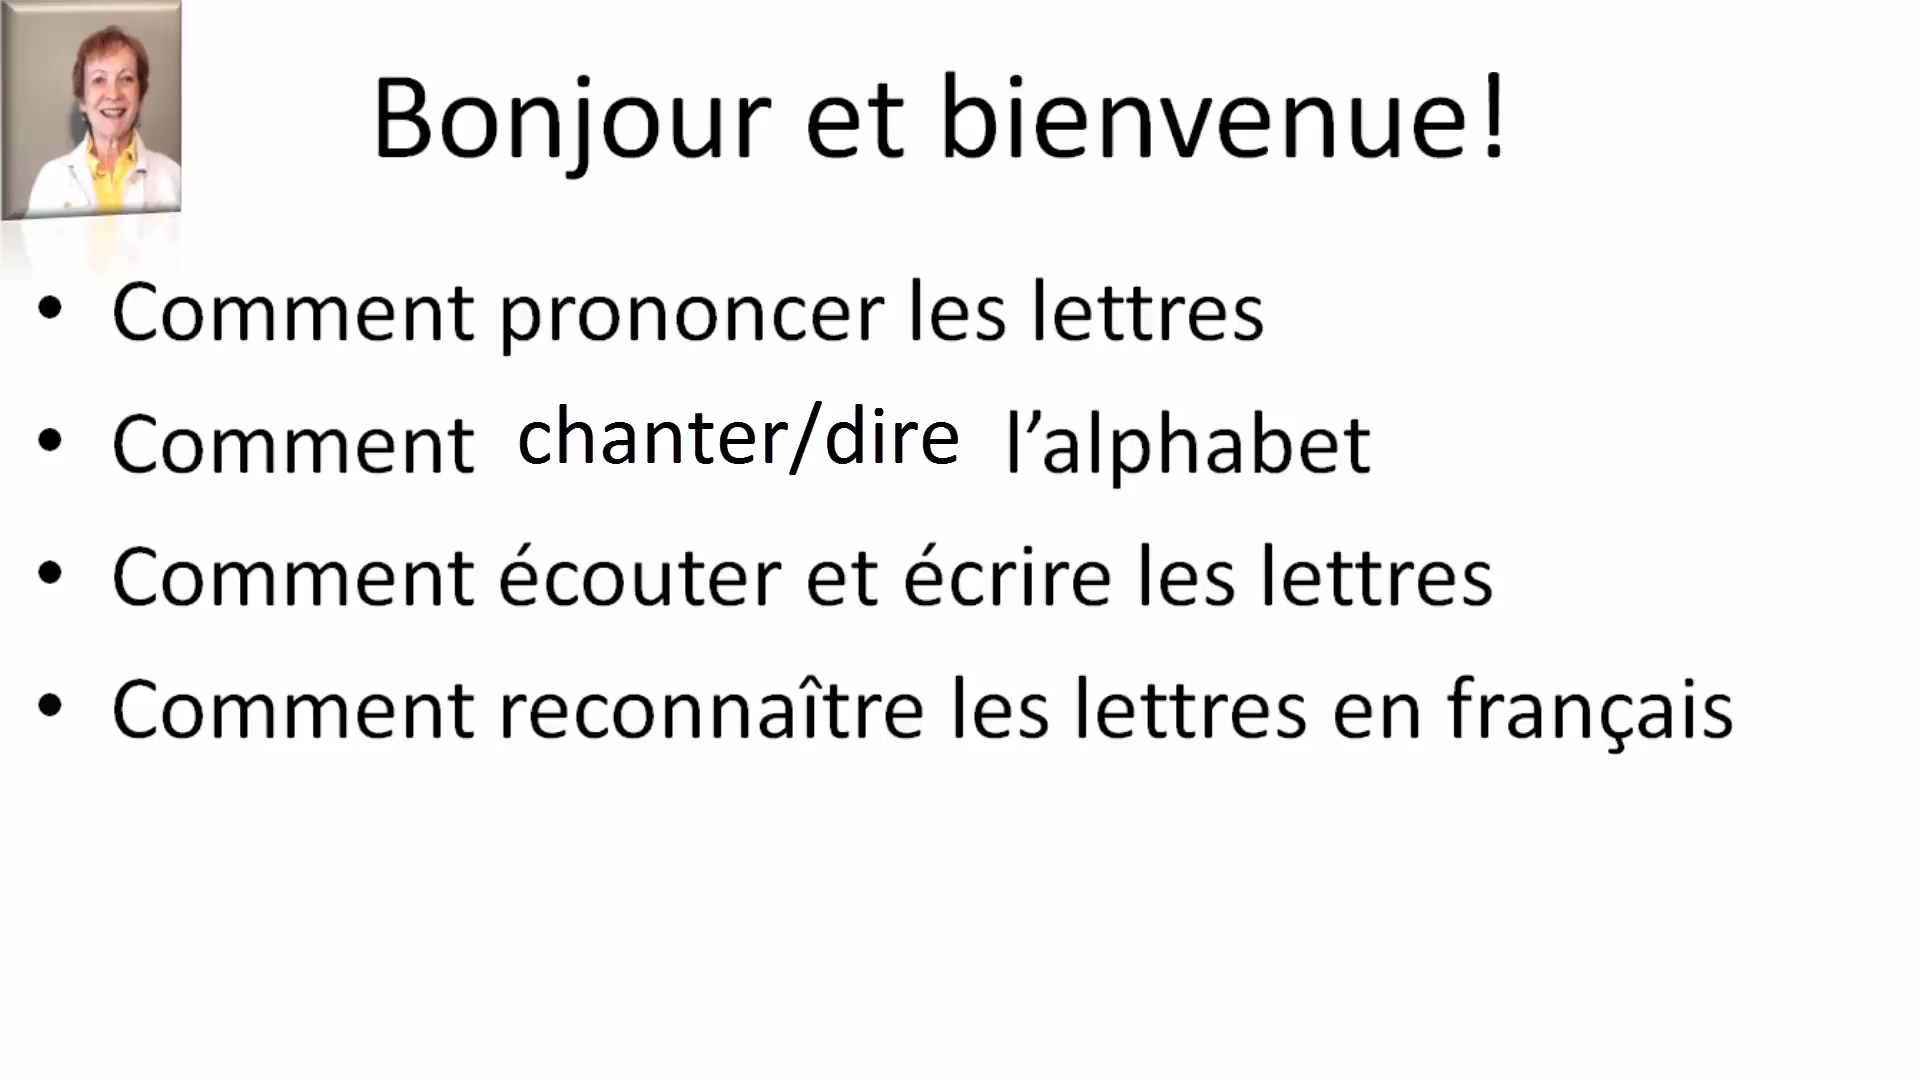 Bonjour et bienvenue!
• Comment prononcer les lettres
• Comment chanter/dire l’alphabet
• Comment écouter et écrire les lettres
• Comment reconnaître les lettres en français